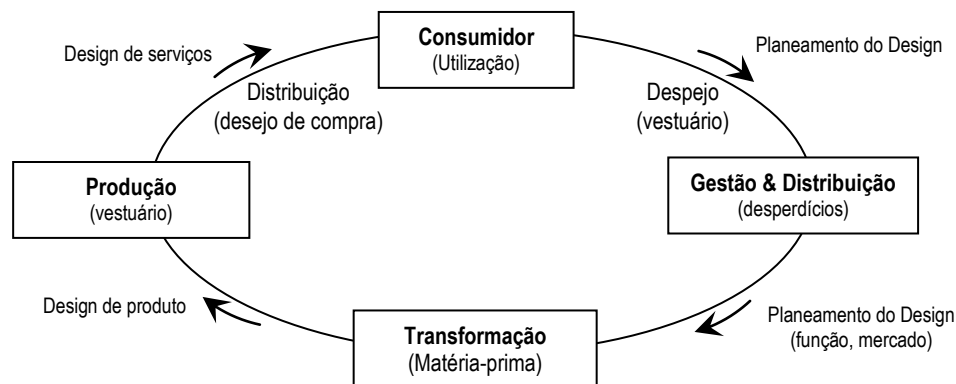 Consumidor
(Utilização)
Design de serviços
Planeamento do Design
Distribuição
(desejo de compra)
Despejo
(vestuário)
Produção
(vestuário)
Gestão & Distribuição
(desperdícios)
Design de produto
Transformação
(Matéria-prima)
Planeamento do Design
(função, mercado)